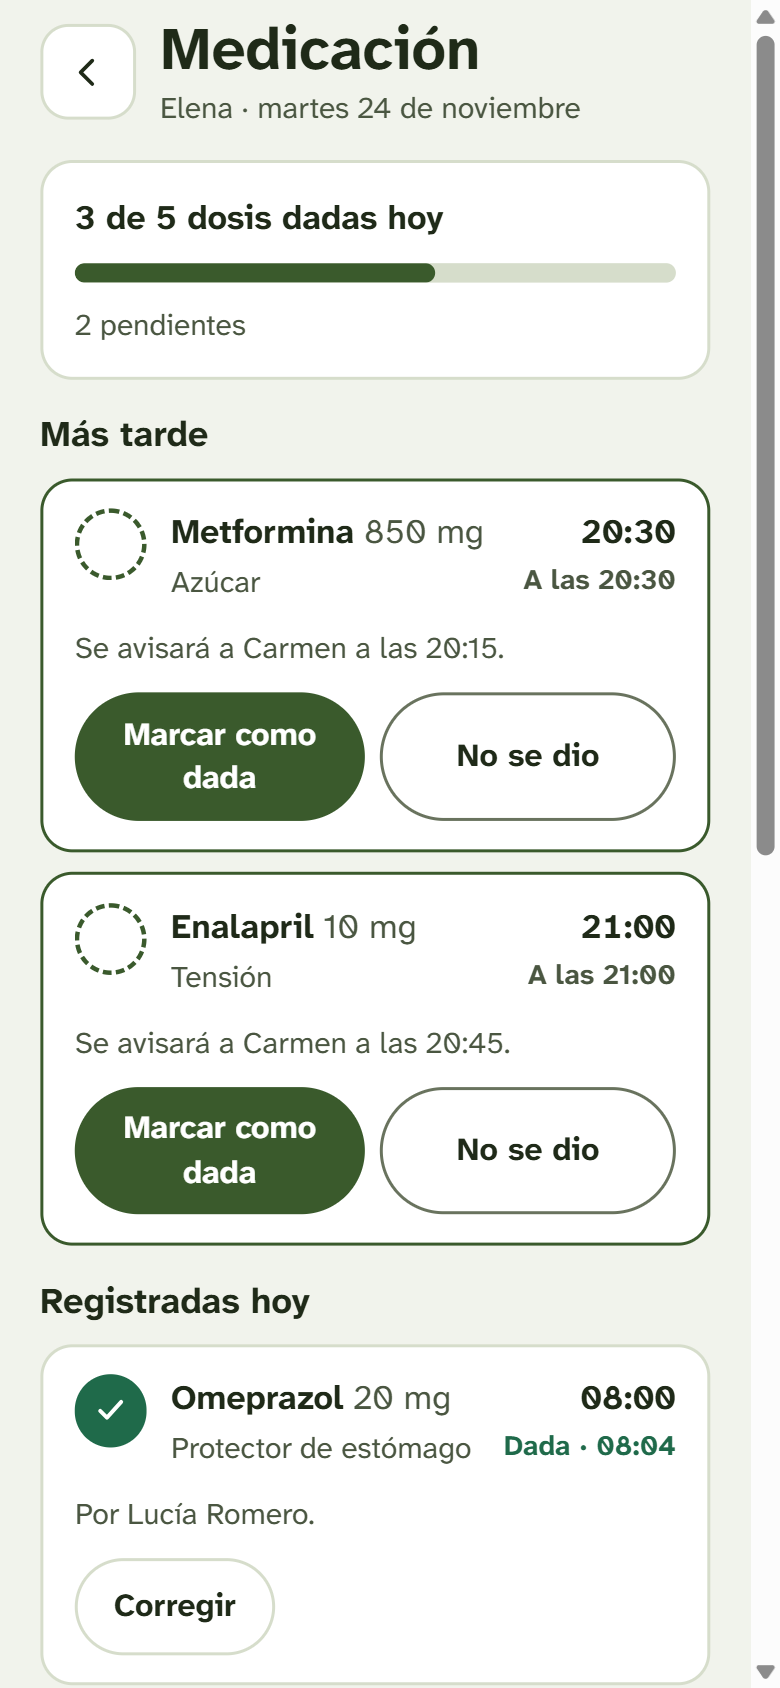 Medicación
Elena · martes 24 de noviembre
3 de 5 dosis dadas hoy
2 pendientes
Más tarde
Metformina 850 mg 20:30
Azúcar A las 20:30
Se avisará a Carmen a las 20:15.
Marcar como
dada
No se dio
Enalapril 10 mg 21:00
Tensión A las 21:00
Se avisará a Carmen a las 20:45.
Marcar como
dada
No se dio
Registradas hoy
Omeprazol 20 mg 08:00
Protector de estómago Dada · 08:04
Por Lucía Romero.
Corregir